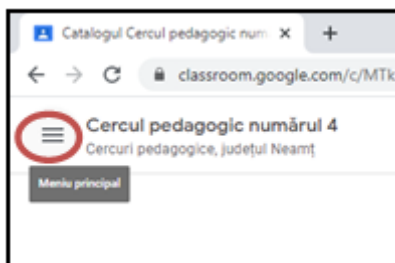 Catalogul Cercul pedagogic num
classroom.google.com/c/MTk
Cercul pedagogic numărul 4
Cercuri pedagogice, județul Neamț
Meniu principal